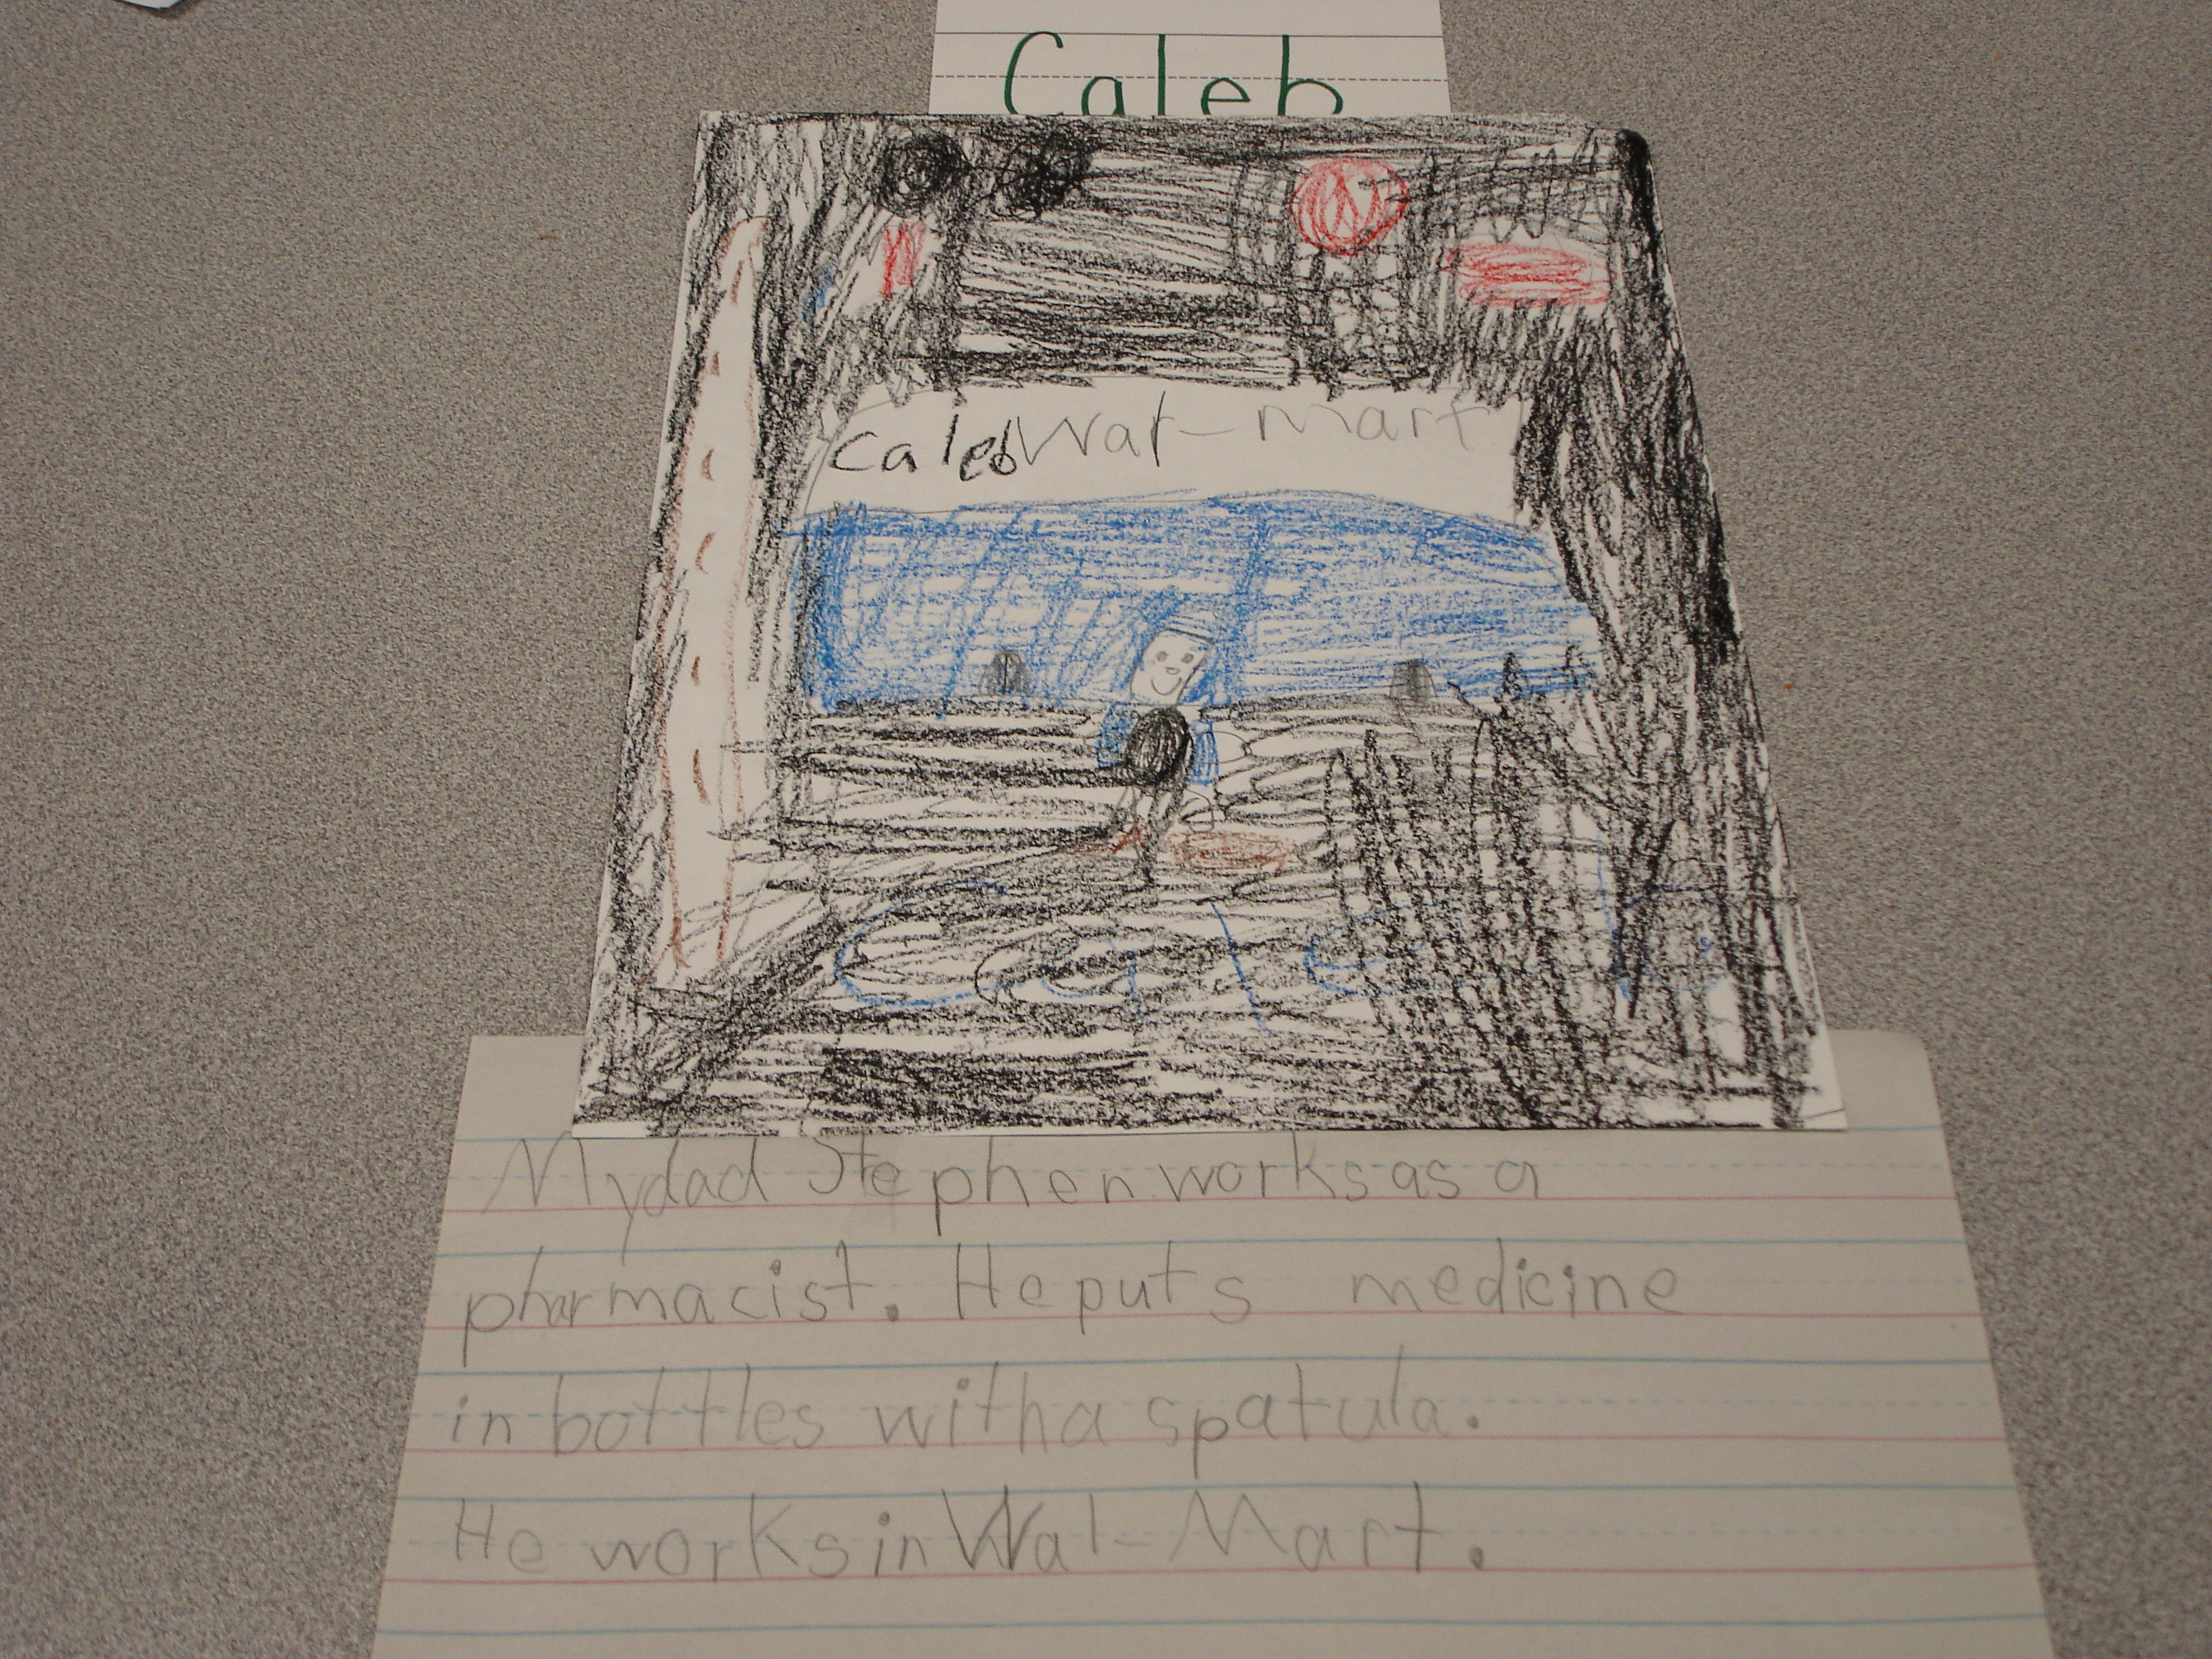 Caleb
Caleb Wal-mart
Caleb
My dad Stephen works as a
pharmacist. He puts medicine
in bottles with a spatula.
He works in Wal-Mart.